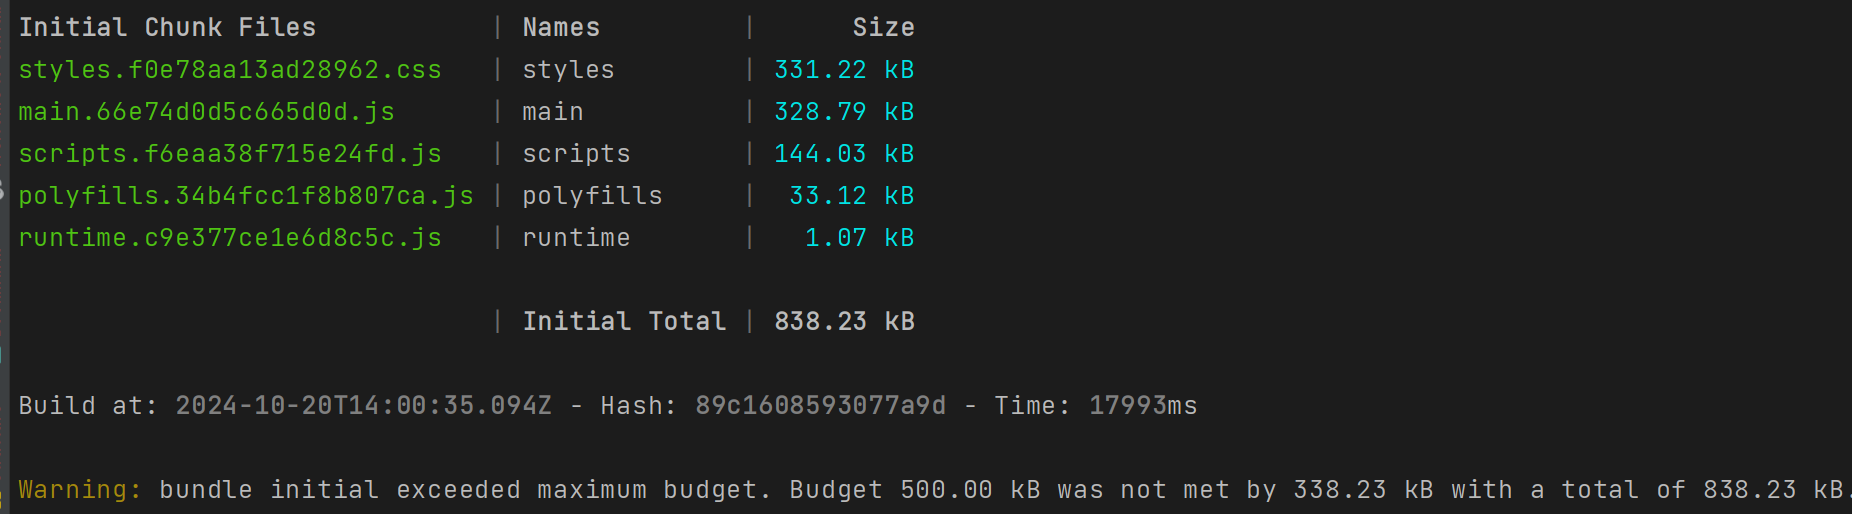 Initial Chunk Files | Names | Size
styles.f0e78aa13ad28962.css | styles | 331.22 kB
main.66e74d0d5c665d0d.js | main | 328.79 kB
scripts.f6eaa38f715e24fd.js | scripts | 144.03 kB
polyfills.34b4fcc1f8b807ca.js | polyfills | 33.12 kB
runtime.c9e377ce1e6d8c5c.js | runtime | 1.07 kB
| Initial Total | 838.23 kB
Build at: 2024-10-20T14:00:35.094Z - Hash: 89c1608593077a9d - Time: 17993ms
Warning: bundle initial exceeded maximum budget. Budget 500.00 kB was not met by 338.23 kB with a total of 838.23 kB.